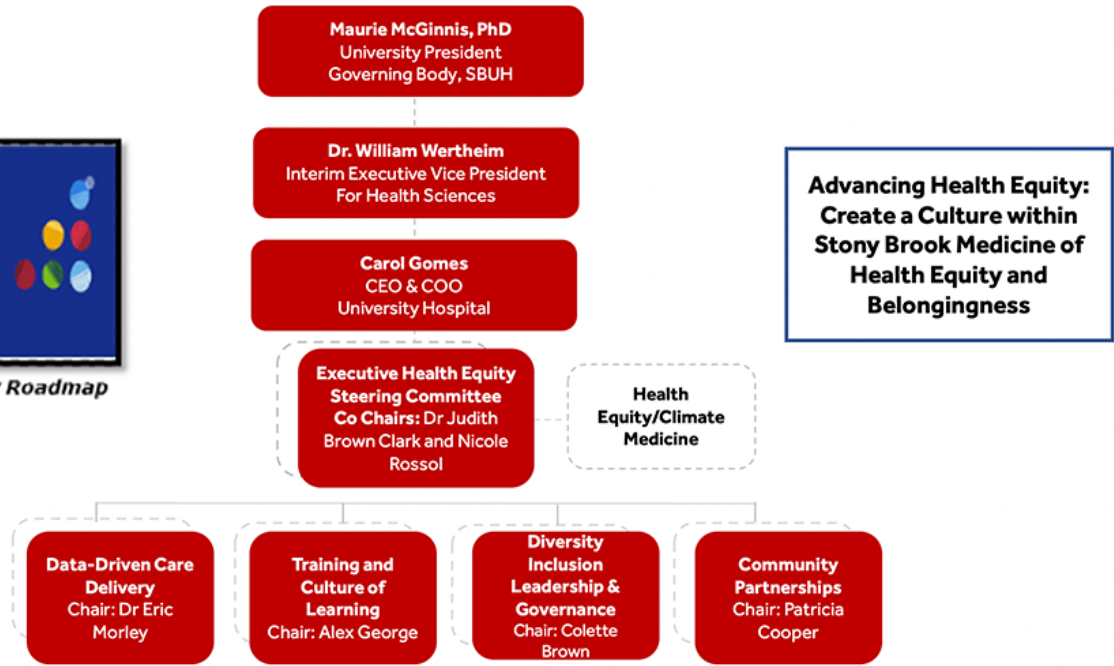 Maurie McGinnis, PhD
University President
Governing Body, SBUH
Dr. William Wertheim
Interim Executive Vice President
For Health Sciences
Carol Gomes
CEO & COO
University Hospital
Advancing Health Equity:
Create a Culture within
Stony Brook Medicine of
Health Equity and
Belongingness
Roadmap
Executive Health Equity
Steering Committee
Co Chairs: Dr Judith
Brown Clark and Nicole
Rossol
Health
Equity/Climate
Medicine
Data-Driven Care
Delivery
Chair: Dr Eric
Morley
Training and
Culture of
Learning
Chair: Alex George
Diversity
Inclusion
Leadership &
Governance
Chair: Colette
Brown
Community
Partnerships
Chair: Patricia
Cooper